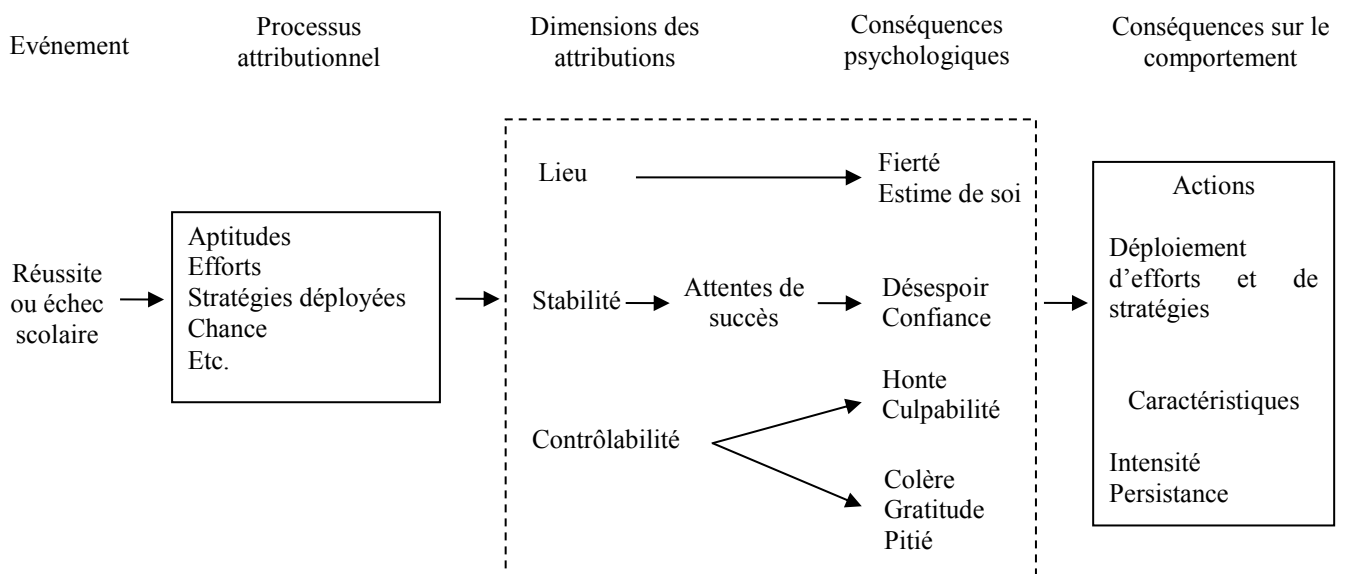 Evénement
Processus
attributionnel
Dimensions des
attributions
Conséquences
psychologiques
Conséquences sur le
comportement
Réussite
ou échec
scolaire
Aptitudes
Efforts
Stratégies déployées
Chance
Etc.
Lieu
Fierté
Estime de soi
Stabilité
Attentes de
succès
Désespoir
Confiance
Contrôlabilité
Honte
Culpabilité
Colère
Gratitude
Pitié
Actions
Déploiement
d’efforts et de
stratégies
Caractéristiques
Intensité
Persistance